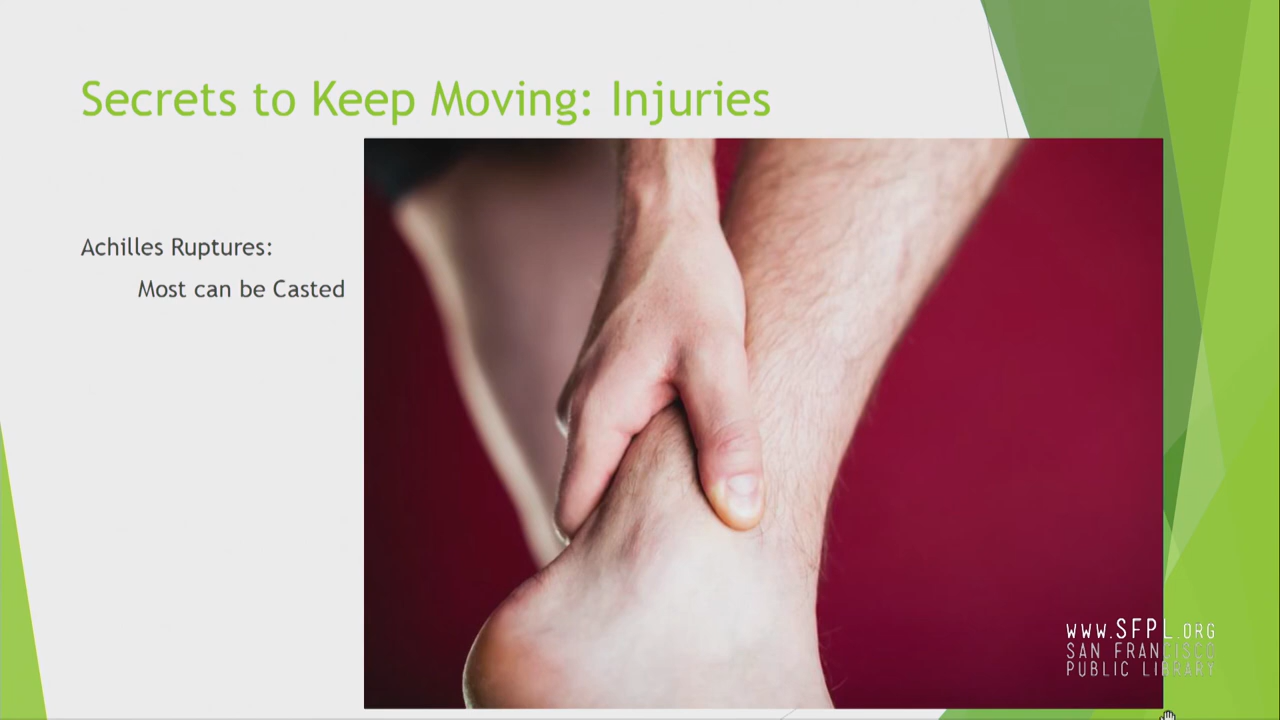 Secrets to Keep Moving: Injuries
Achilles Ruptures:
Most can be Casted
www.SFPL.ORG
SAN FRANCISCO
PUBLIC LIBRARY